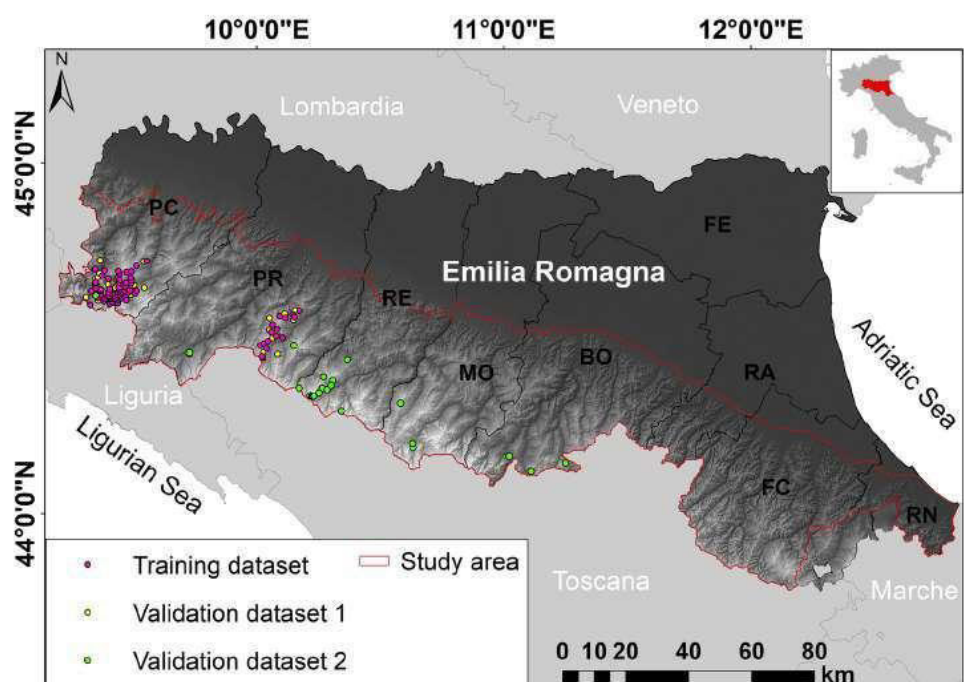 10°0'0"E 11°0'0"E 12°0'0"E
N
45°0'0"N
44°0'0"N
Lombardia
Veneto
PC
FE
PR
Emilia Romagna
RE
MO
BO
RA
Adriatic Sea
Liguria
Ligurian Sea
FC
RN
Toscana
Marche
Training dataset
Study area
Validation dataset 1
Validation dataset 2
0 10 20 40 60 80
km